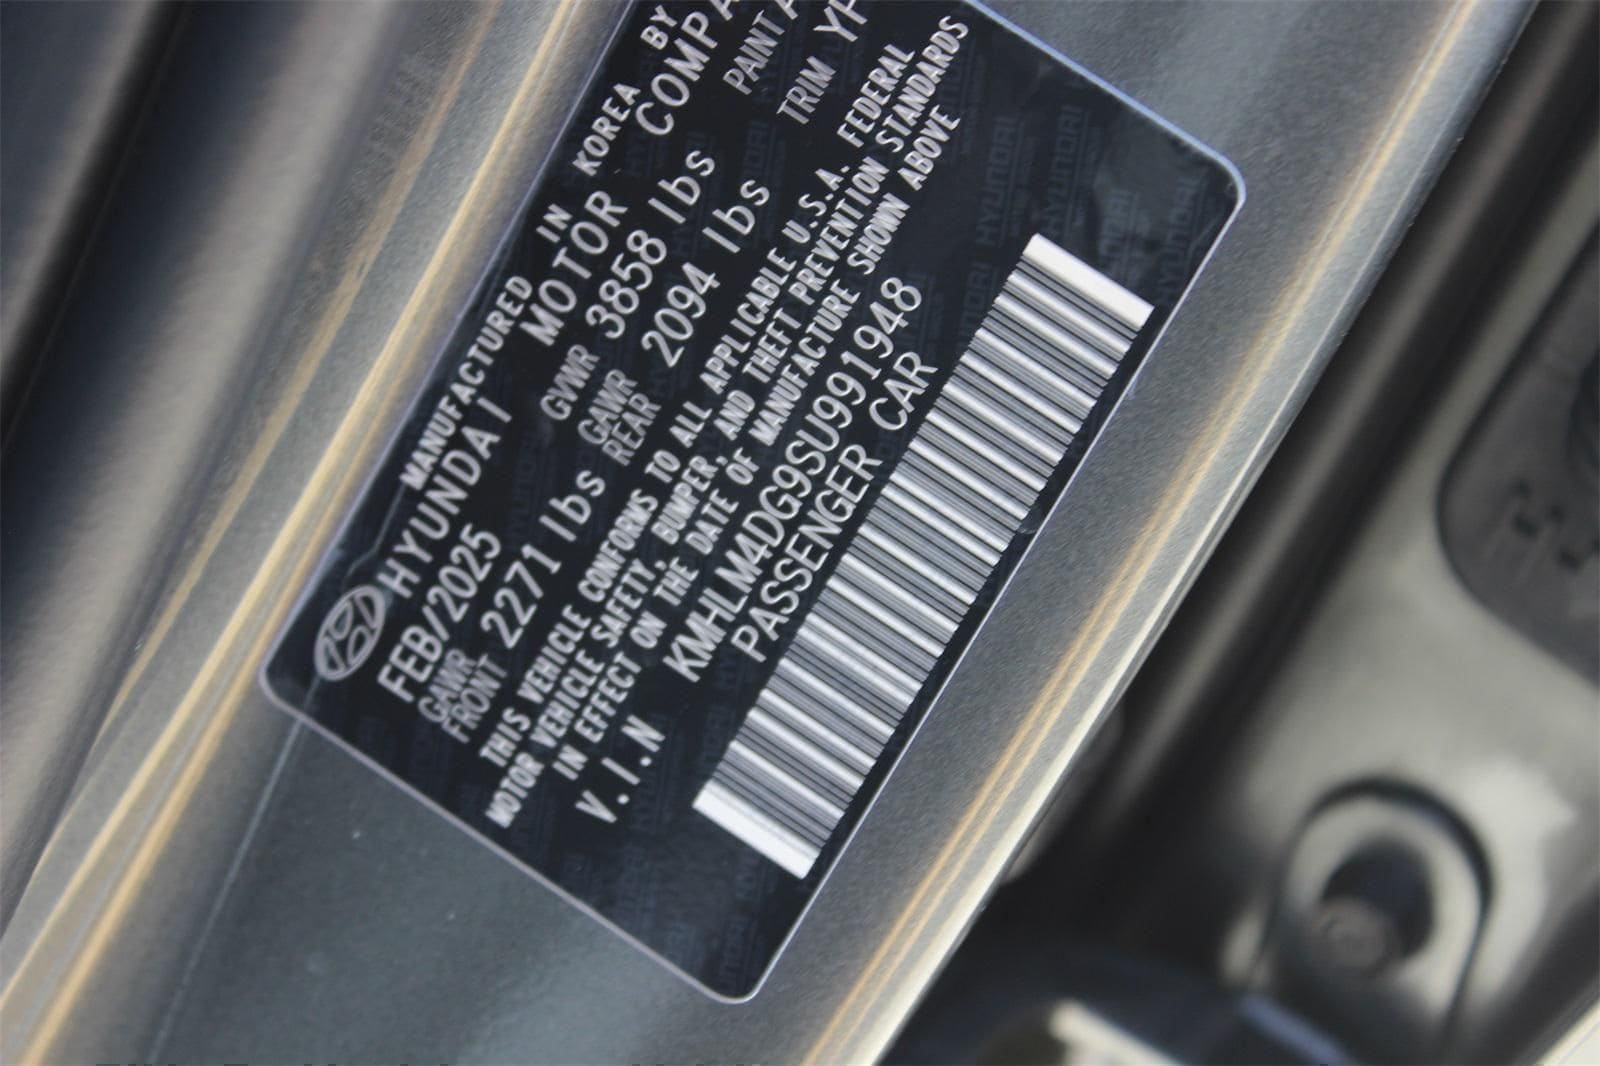 MANUFACTURED IN KOREA BY
HYUNDAI MOTOR
FEB/2025 GVWR 3858 lbs
GAWR FRONT 2271 lbs GAWR REAR 2094 lbs
PAINT
TRIM
THIS VEHICLE CONFORMS TO ALL APPLICABLE U.S.A. FEDERAL
MOTOR VEHICLE SAFETY, BUMPER, AND THEFT PREVENTION STANDARDS
IN EFFECT ON THE DATE OF MANUFACTURE SHOWN ABOVE
V.I.N KMHLM4DG9SU991948
PASSENGER CAR